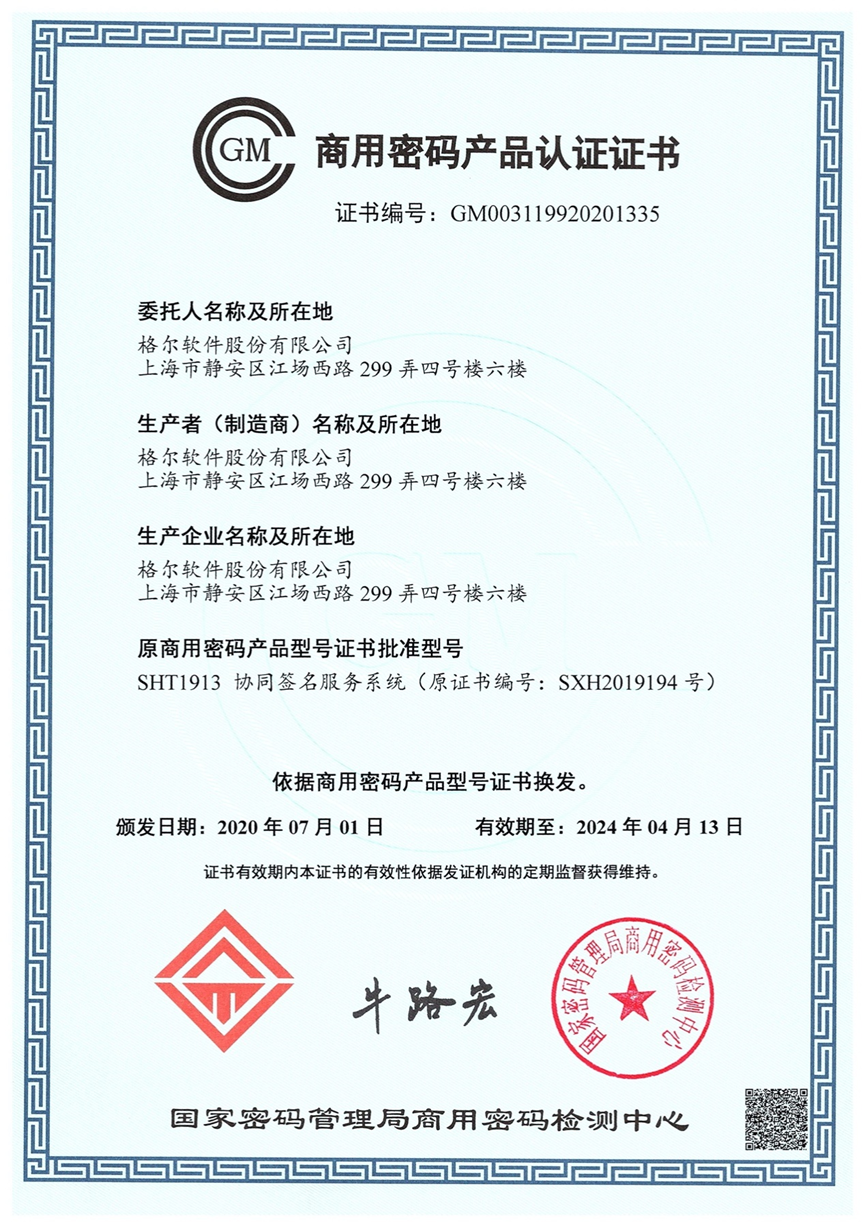 GM
商用密码产品认证证书
证书编号：GM003119920201335
委托人名称及所在地
格尔软件股份有限公司
上海市静安区江场西路 299 弄四号楼六楼
生产者（制造商）名称及所在地
格尔软件股份有限公司
上海市静安区江场西路 299 弄四号楼六楼
生产企业名称及所在地
格尔软件股份有限公司
上海市静安区江场西路 299 弄四号楼六楼
原商用密码产品型号证书批准型号
SHT1913 协同签名服务系统（原证书编号：SXH2019194 号）
依据商用密码产品型号证书换发。
颁发日期：2020 年 07 月 01 日
有效期至：2024 年 04 月 13 日
证书有效期内本证书的有效性依据发证机构的定期监督获得维持。
牛路宏
国家密码管理局商用密码检测中心
国家密码管理局商用密码检测中心